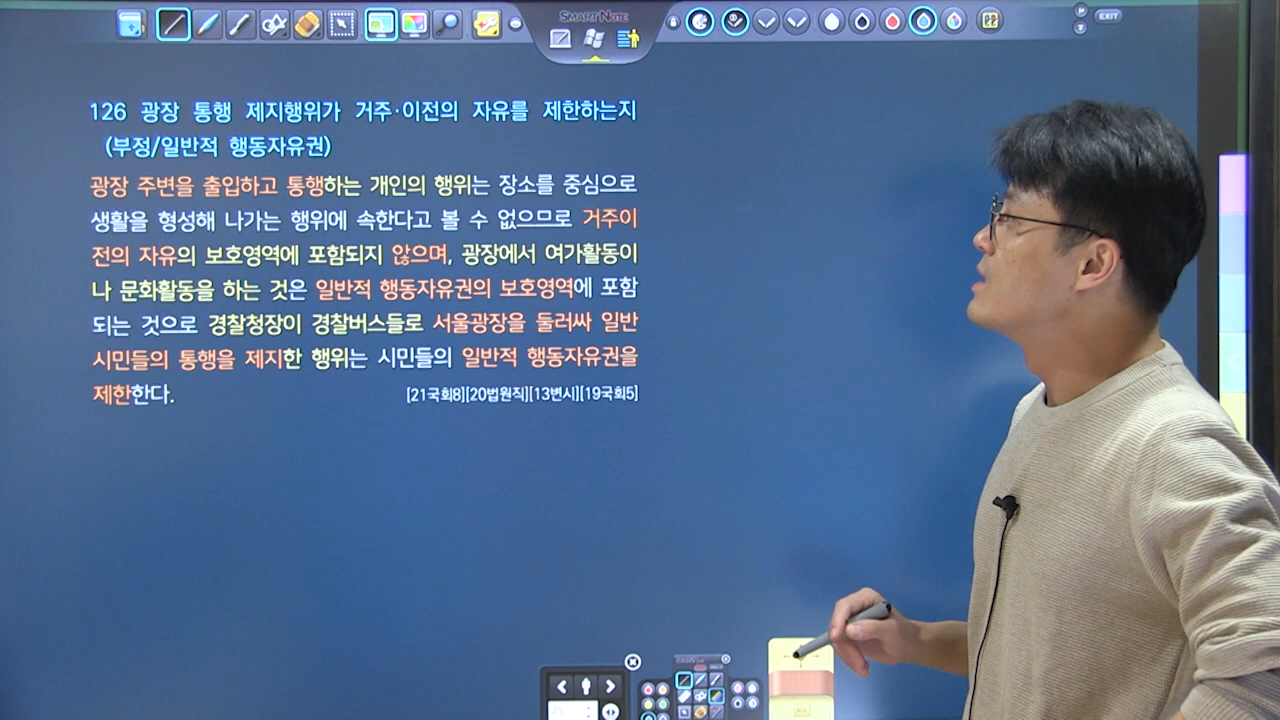 SMARTNOTE
EXIT
126 광장 통행 제지행위가 거주·이전의 자유를 제한하는지
(부정/일반적 행동자유권)
광장 주변을 출입하고 통행하는 개인의 행위는 장소를 중심으로
생활을 형성해 나가는 행위에 속한다고 볼 수 없으므로 거주이
전의 자유의 보호영역에 포함되지 않으며, 광장에서 여가활동이
나 문화활동을 하는 것은 일반적 행동자유권의 보호영역에 포함
되는 것으로 경찰청장이 경찰버스들로 서울광장을 둘러싸 일반
시민들의 통행을 제지한 행위는 시민들의 일반적 행동자유권을
제한한다.
[21국회8][20법원직][13변시][19국회5]